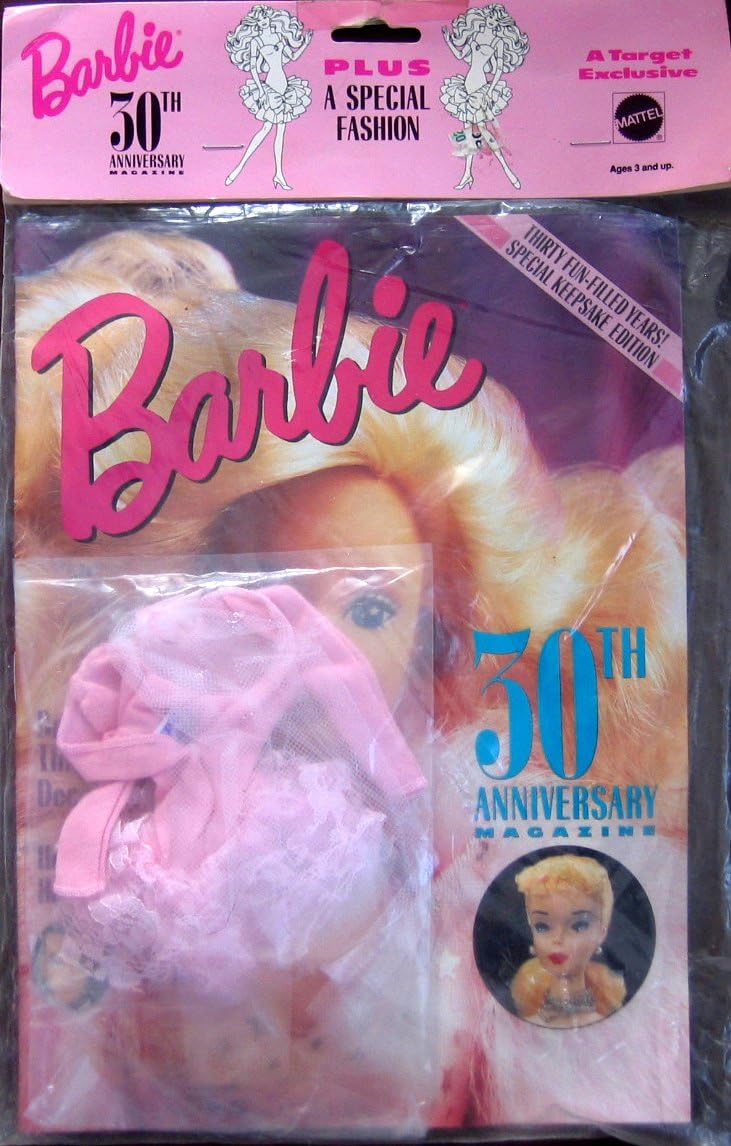 Barbie
30TH
ANNIVERSARY
MAGAZINE
PLUS
A SPECIAL
FASHION
A Target
Exclusive
MATTEL
Ages 3 and up.
THIRTY FUN-FILLED YEARS!
SPECIAL KEEPSAKE EDITION
Barbie
30TH
ANNIVERSARY
MAGAZINE